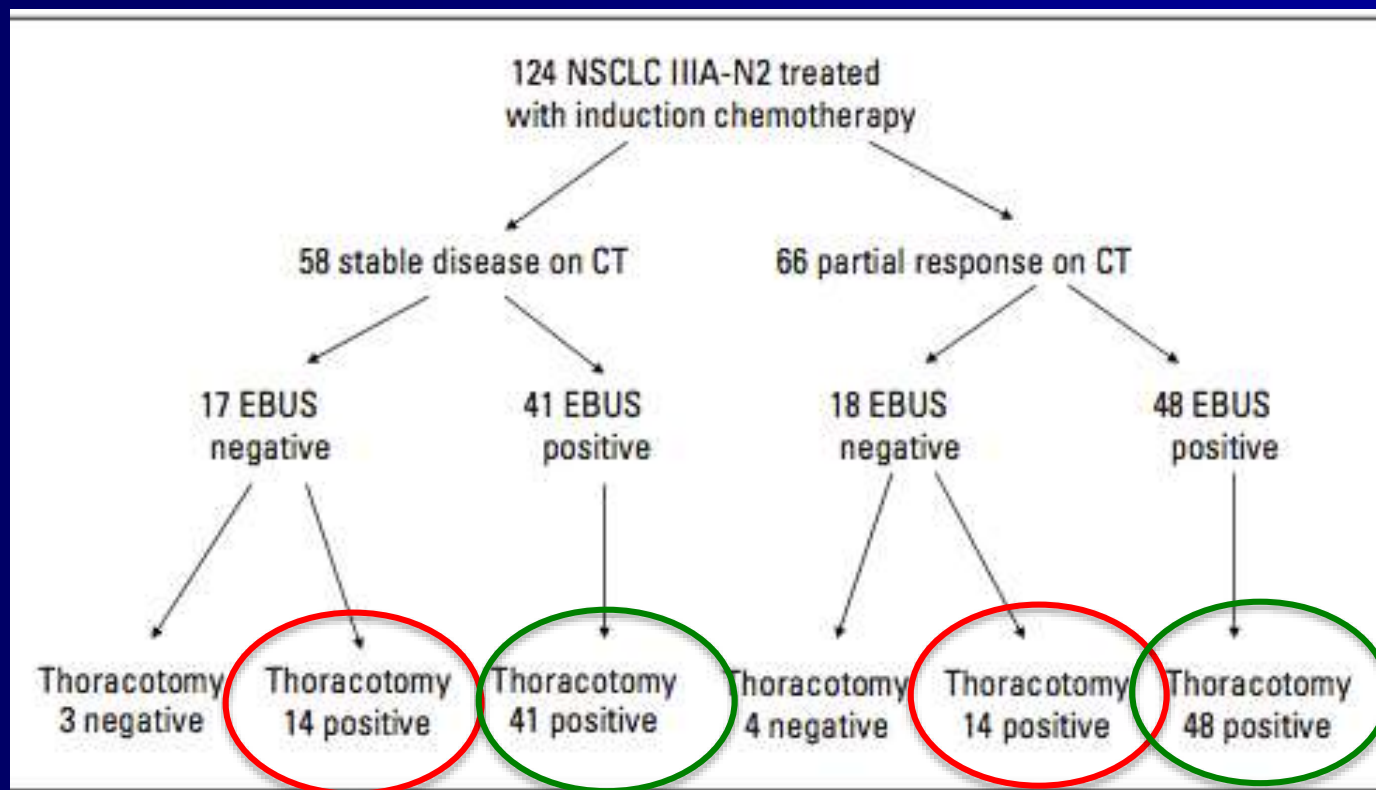 124 NSCLC IIIA-N2 treated
with induction chemotherapy
58 stable disease on CT
66 partial response on CT
17 EBUS
negative
41 EBUS
positive
18 EBUS
negative
48 EBUS
positive
Thoracotomy
3 negative
Thoracotomy
14 positive
Thoracotomy
41 positive
Thoracotomy
4 negative
Thoracotomy
14 positive
Thoracotomy
48 positive